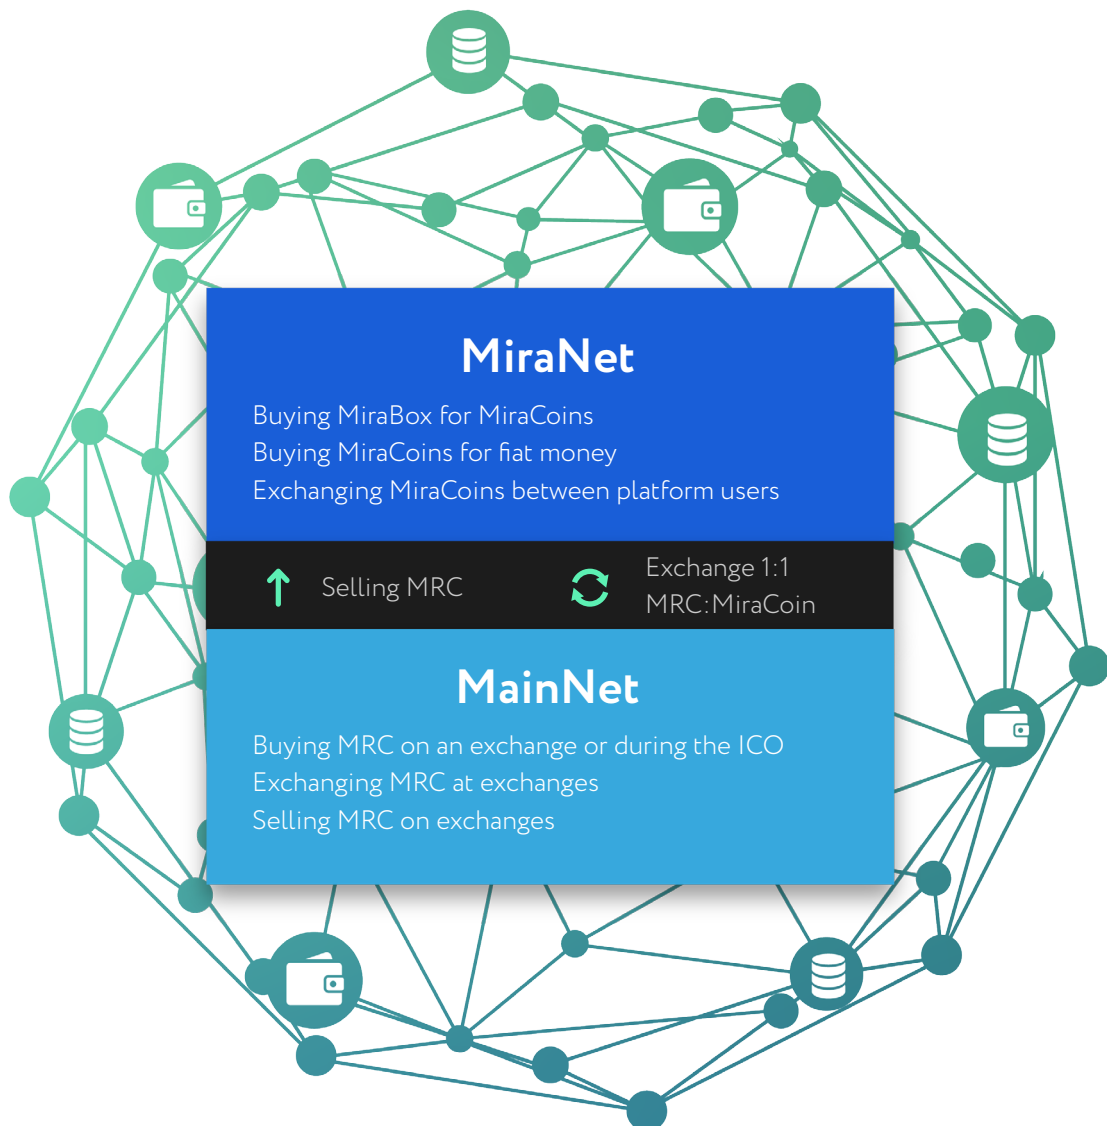 MiraNet
Buying MiraBox for MiraCoins
Buying MiraCoins for fiat money
Exchanging MiraCoins between platform users
Selling MRC
Exchange 1:1
MRC:MiraCoin
MainNet
Buying MRC on an exchange or during the ICO
Exchanging MRC at exchanges
Selling MRC on exchanges